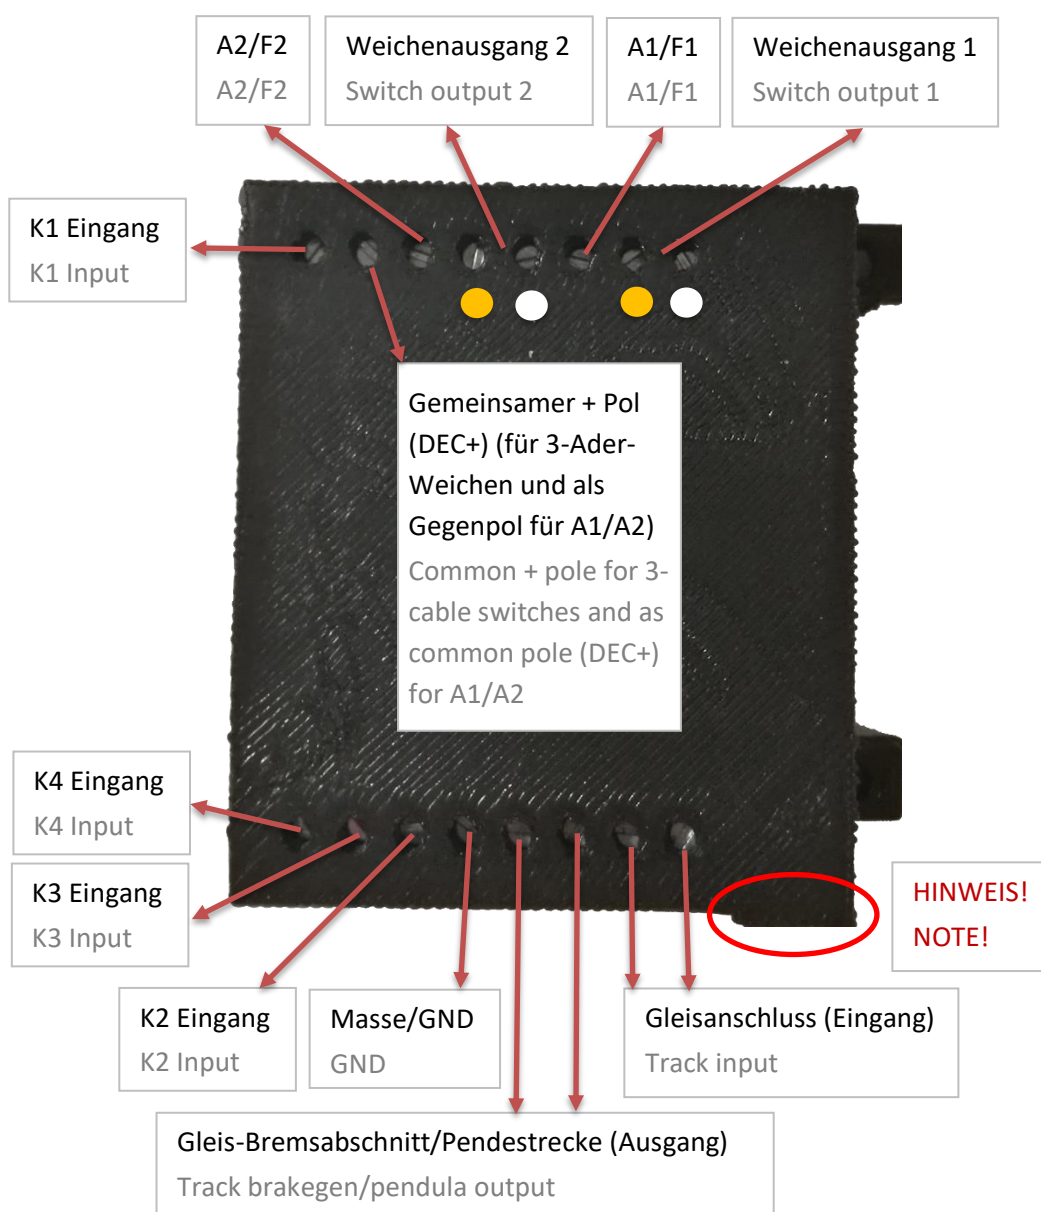 A2/F2
A2/F2
Weichenausgang 2
Switch output 2
A1/F1
A1/F1
Weichenausgang 1
Switch output 1
K1 Eingang
K1 Input
Gemeinsamer + Pol
(DEC+) (für 3-Ader-
Weichen und als
Gegenpol für A1/A2)
Common + pole for 3-
cable switches and as
common pole (DEC+)
for A1/A2
K4 Eingang
K4 Input
K3 Eingang
K3 Input
HINWEIS!
NOTE!
K2 Eingang
K2 Input
Masse/GND
GND
Gleisanschluss (Eingang)
Track input
Gleis-Bremsabschnitt/Pendestrecke (Ausgang)
Track brakegen/pendula output